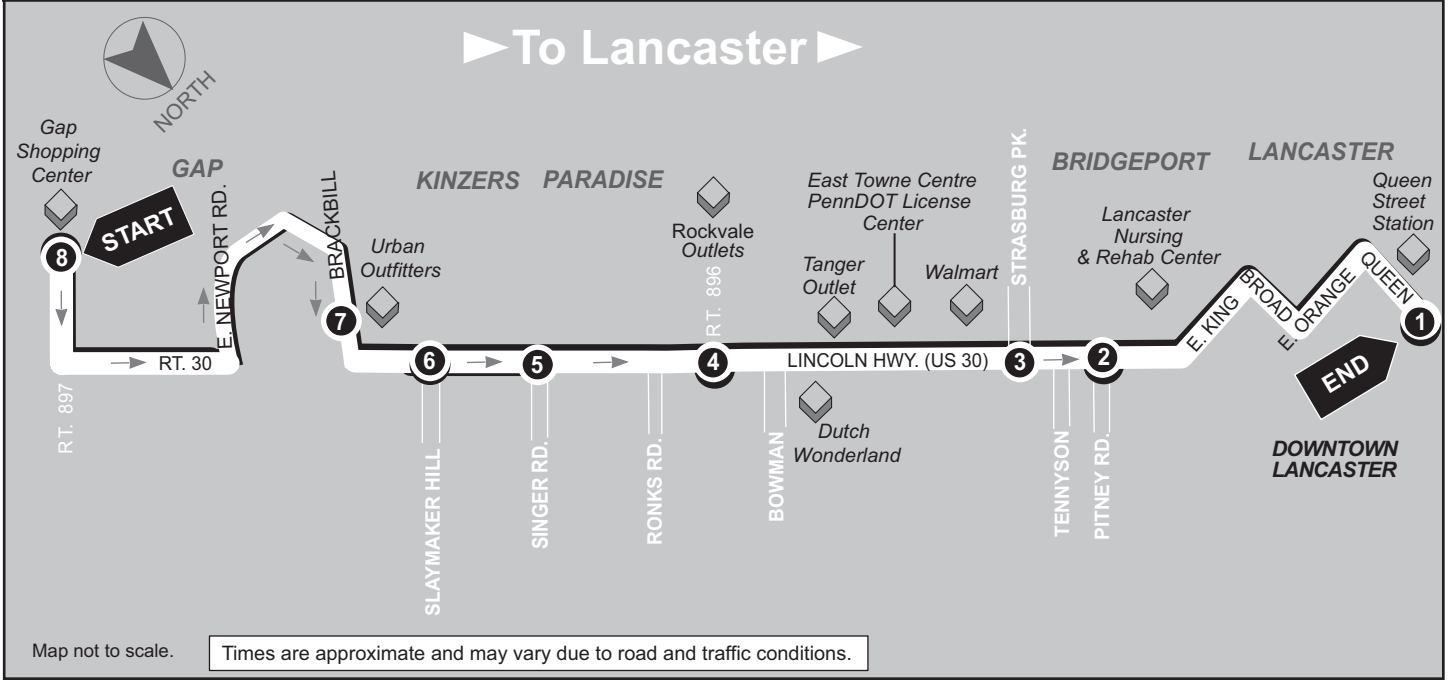 To Lancaster
NORTH
Gap
Shopping
Center
GAP
START
8
RT. 897
RT. 30
E. NEWPORT RD.
BRACKBILL
7
Urban
Outfitters
KINZERS
PARADISE
6
SLAYMAKER HILL
5
SINGER RD.
RONKS RD.
Rockvale
Outlets
RT. 896
4
BOWMAN
Tanger
Outlet
East Towne Centre
PennDOT License
Center
Walmart
LINCOLN HWY. (US 30)
Dutch
Wonderland
STRASBURG PK.
3
TENNYSON
2
PITNEY RD.
BRIDGEPORT
Lancaster
Nursing
& Rehab Center
E. KING
BROAD
E. ORANGE
QUEEN
LANCASTER
Queen
Street
Station
1
END
DOWNTOWN
LANCASTER
Map not to scale.
Times are approximate and may vary due to road and traffic conditions.